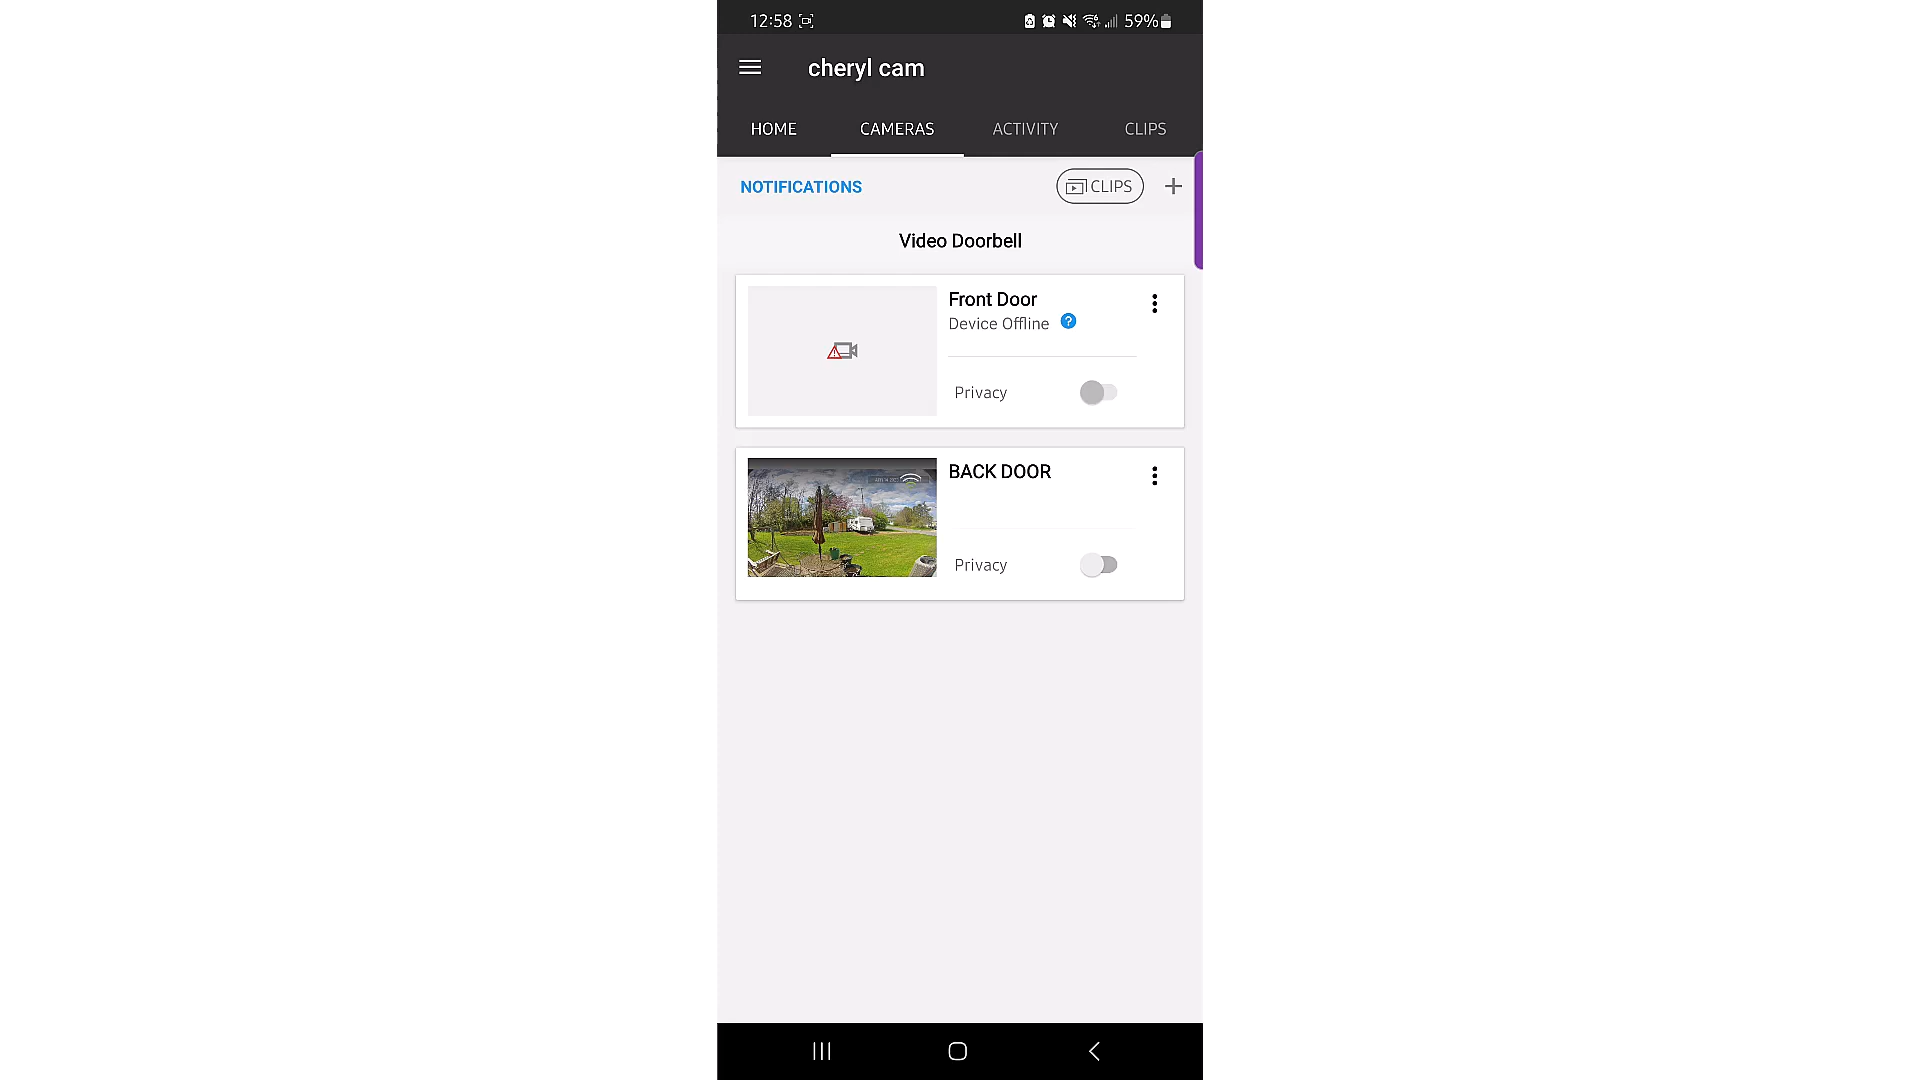 12:58 59%
cheryl cam
HOME CAMERAS ACTIVITY CLIPS
NOTIFICATIONS CLIPS +
Video Doorbell
Front Door
Device Offline ?
Privacy
BACK DOOR
Privacy